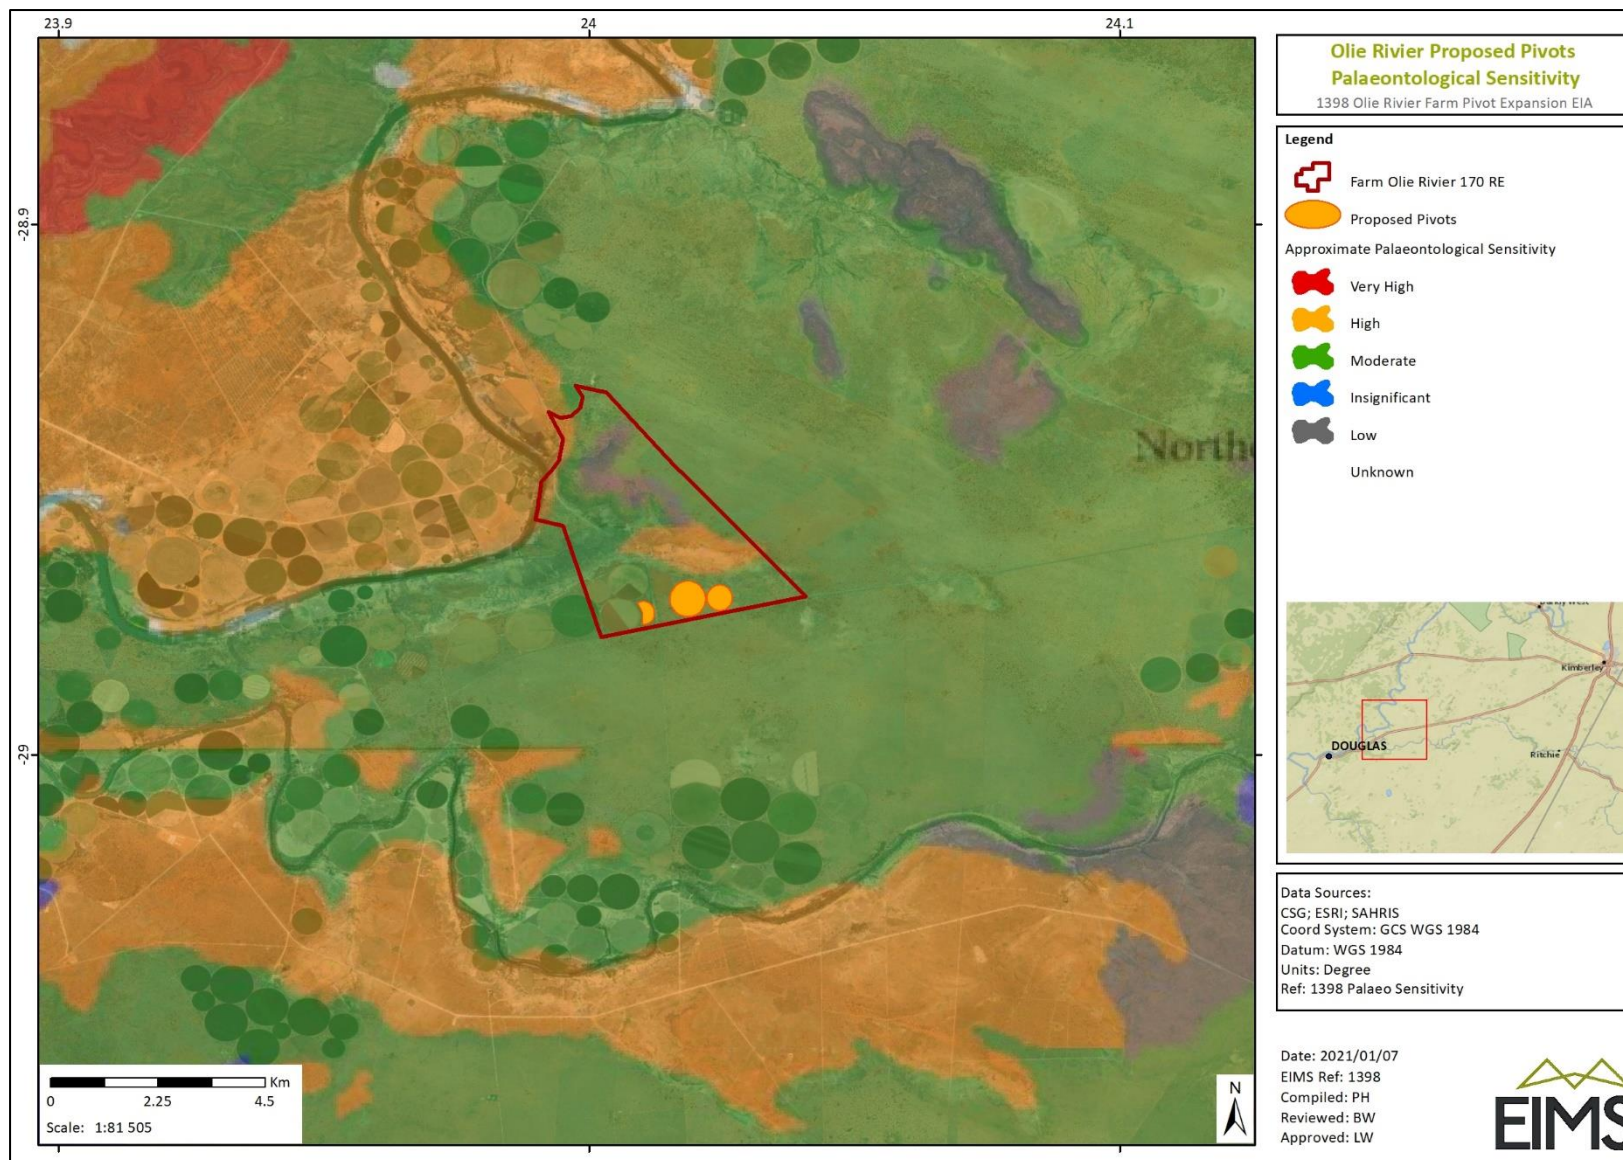 23.9
24
24.1
-28.9
-29
Northe
Olie Rivier Proposed Pivots
Palaeontological Sensitivity
1398 Olie Rivier Farm Pivot Expansion EIA
Legend
Farm Olie Rivier 170 RE
Proposed Pivots
Approximate Palaeontological Sensitivity
Very High
High
Moderate
Insignificant
Low
Unknown
Kimberley
DOUGLAS
Ritchie
Data Sources:
CSG; ESRI; SAHRIS
Coord System: GCS WGS 1984
Datum: WGS 1984
Units: Degree
Ref: 1398 Palaeo Sensitivity
Date: 2021/01/07
EIMS Ref: 1398
Compiled: PH
Reviewed: BW
Approved: LW
EIMS
Km
0 2.25 4.5
Scale: 1:81 505
N